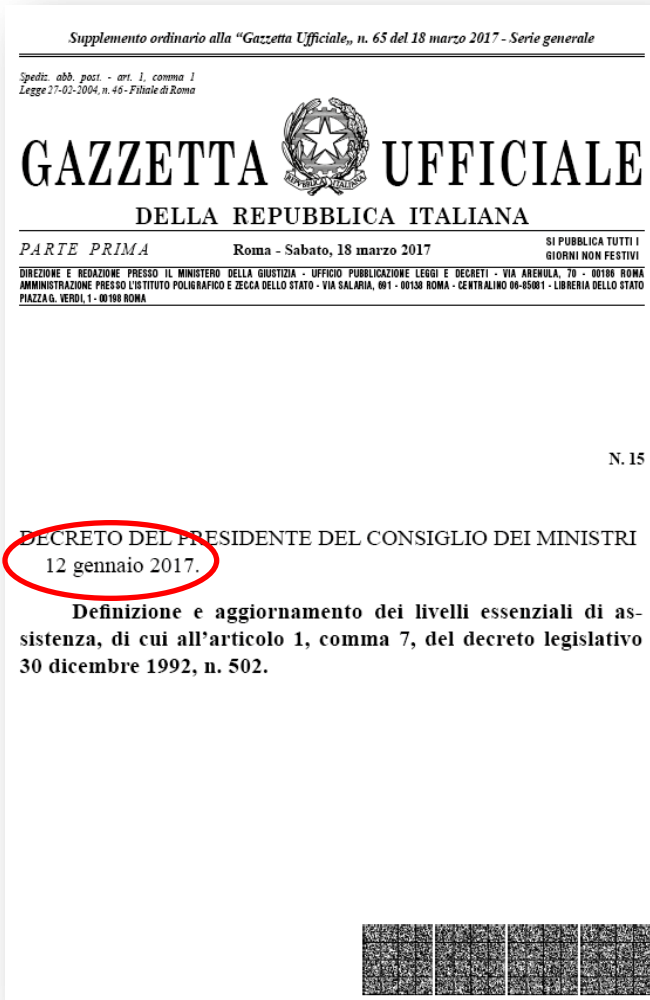 Supplemento ordinario alla “Gazzetta Ufficiale„ n. 65 del 18 marzo 2017 - Serie generale
Spediz. abb. post. - art. 1, comma 1
Legge 27-02-2004, n. 46 - Filiale di Roma
GAZZETTA UFFICIALE
REPVBBLICA ITALIANA
DELLA REPUBBLICA ITALIANA
PARTE PRIMA
Roma - Sabato, 18 marzo 2017
SI PUBBLICA TUTTI I
GIORNI NON FESTIVI
DIREZIONE E REDAZIONE PRESSO IL MINISTERO DELLA GIUSTIZIA - UFFICIO PUBBLICAZIONE LEGGI E DECRETI - VIA ARENULA, 70 - 00186 ROMA
AMMINISTRAZIONE PRESSO L'ISTITUTO POLIGRAFICO E ZECCA DELLO STATO - VIA SALARIA, 691 - 00138 ROMA - CENTRALINO 06-85081 - LIBRERIA DELLO STATO
PIAZZA G. VERDI, 1 - 00198 ROMA
N. 15
DECRETO DEL PRESIDENTE DEL CONSIGLIO DEI MINISTRI
12 gennaio 2017.
Definizione e aggiornamento dei livelli essenziali di as-
sistenza, di cui all’articolo 1, comma 7, del decreto legislativo
30 dicembre 1992, n. 502.